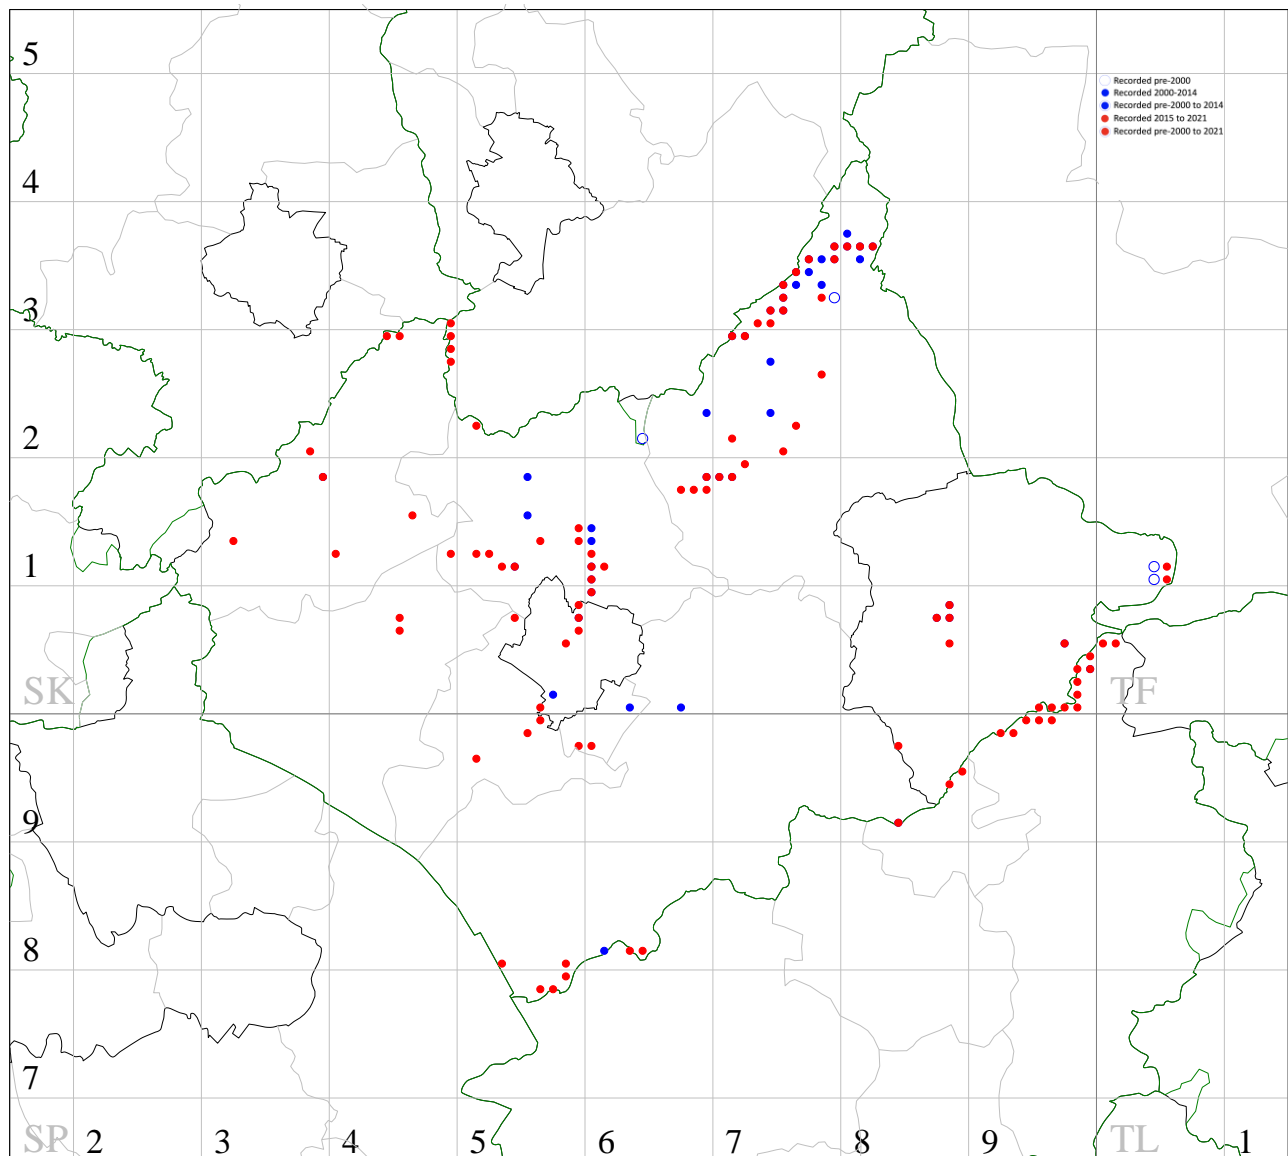 5
Recorded pre-2000
Recorded 2000-2014
Recorded pre-2000 to 2014
Recorded 2015 to 2021
Recorded pre-2000 to 2021
4
3
2
1
SK
TF
9
8
7
SP 2 3 4 5 6 7 8 9 TL 1